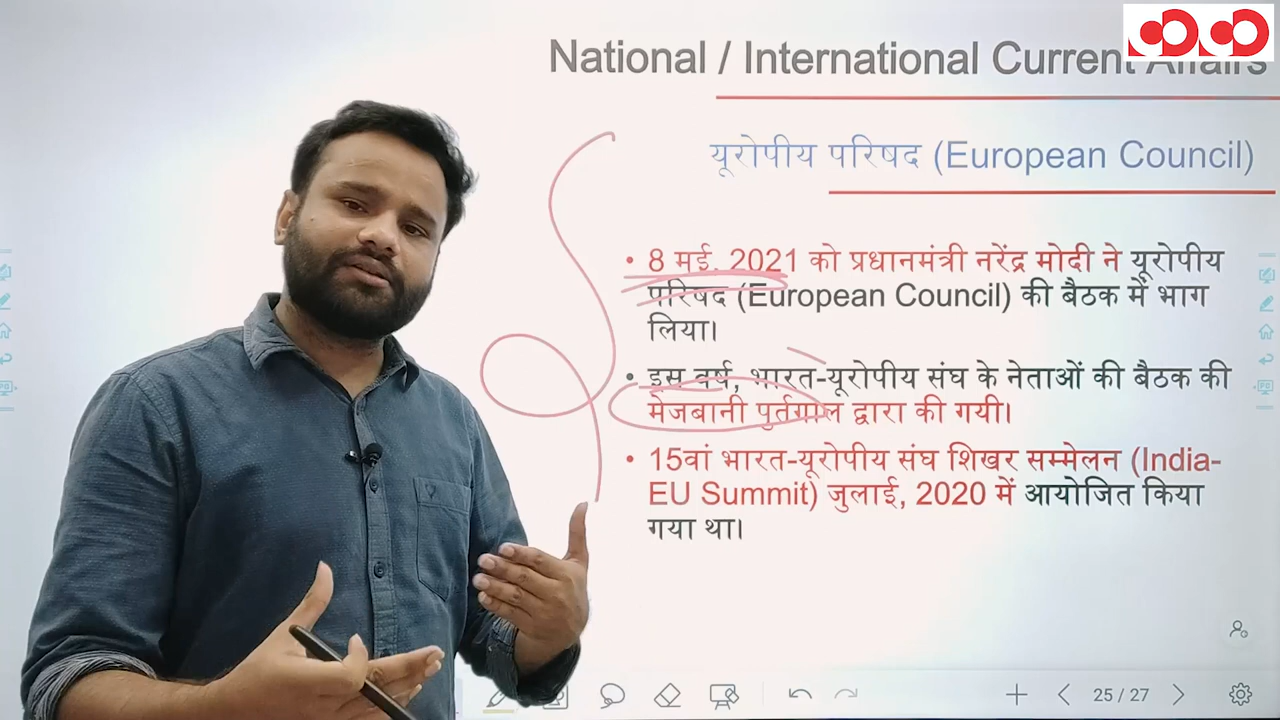 National / International Current Affairs
यूरोपीय परिषद (European Council)
• 8 मई, 2021 को प्रधानमंत्री नरेंद्र मोदी ने यूरोपीय
परिषद (European Council) की बैठक में भाग
लिया।
• इस वर्ष, भारत-यूरोपीय संघ के नेताओं की बैठक की
मेजबानी पुर्तगाल द्वारा की गयी।
• 15वां भारत-यूरोपीय संघ शिखर सम्मेलन (India-
EU Summit) जुलाई, 2020 में आयोजित किया
गया था।
25 / 27